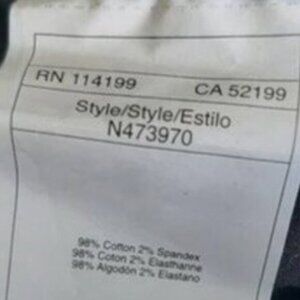 RN 114199 CA 52199
Style/Style/Estilo
N473970
98% Cotton 2% Spandex
98% Coton 2% Elasthanne
98% Algodón 2% Elastano